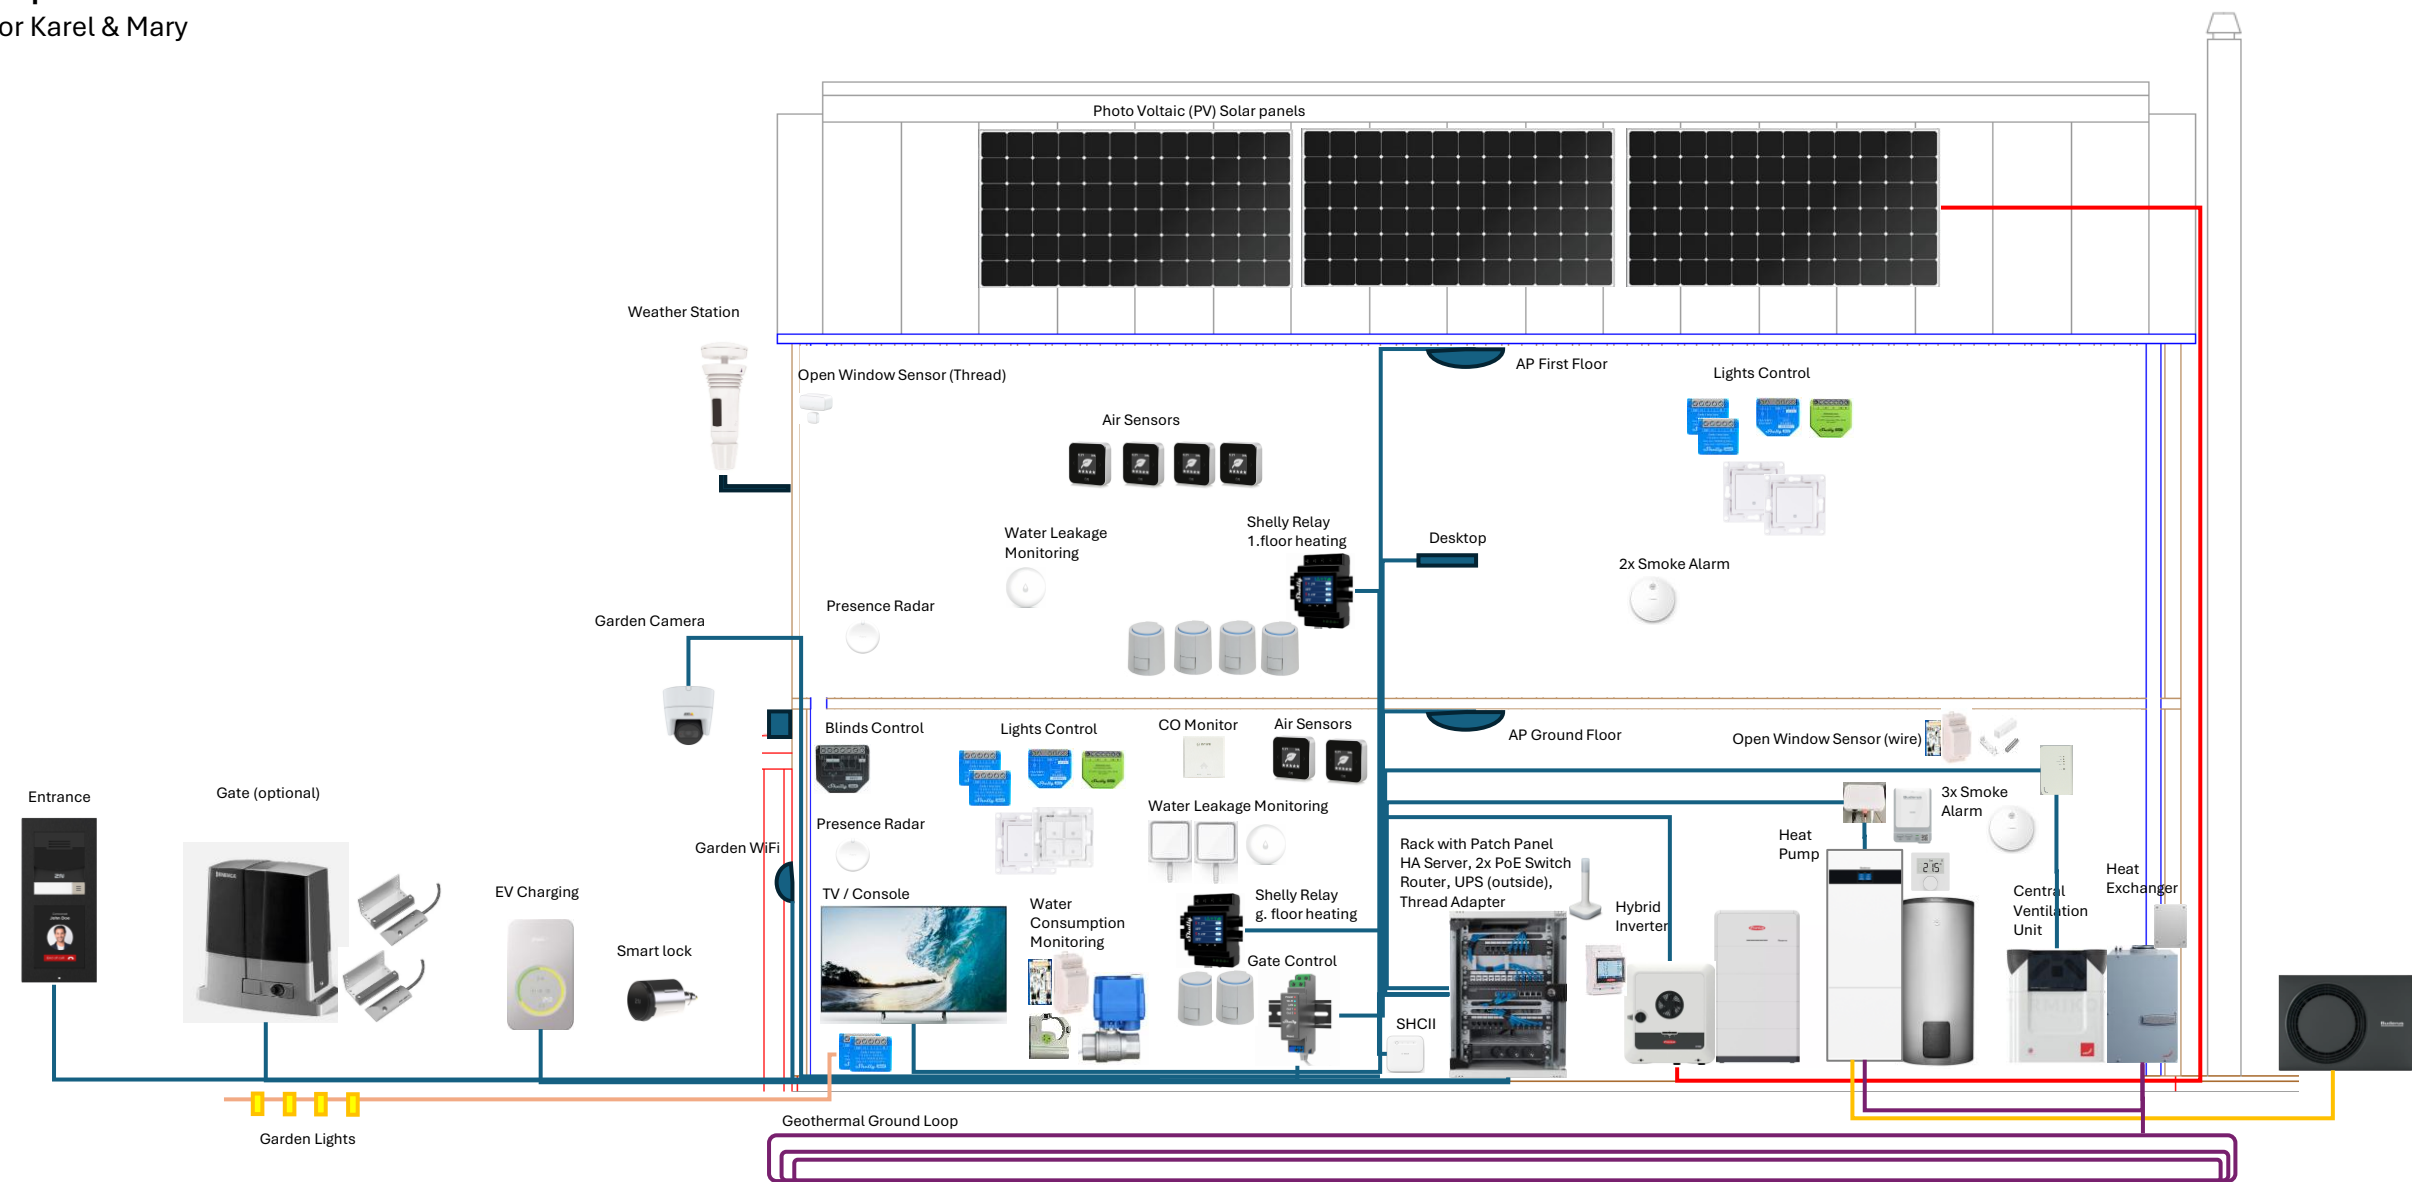 or Karel & Mary
Photo Voltaic (PV) Solar panels
Weather Station
Open Window Sensor (Thread)
AP First Floor
Lights Control
Air Sensors
Water Leakage
Monitoring
Shelly Relay
1.floor heating
Desktop
2x Smoke Alarm
Presence Radar
Garden Camera
Blinds Control
Lights Control
CO Monitor
Air Sensors
AP Ground Floor
Open Window Sensor (wire)
Entrance
Gate (optional)
Presence Radar
Water Leakage Monitoring
3x Smoke
Alarm
Garden WiFi
Heat
Pump
Rack with Patch Panel
HA Server, 2x PoE Switch
Router, UPS (outside),
Thread Adapter
EV Charging
TV / Console
Water
Consumption
Monitoring
Shelly Relay
g. floor heating
Hybrid
Inverter
Central
Ventilation
Unit
Heat
Exchanger
Smart lock
Gate Control
SHCII
Garden Lights
Geothermal Ground Loop